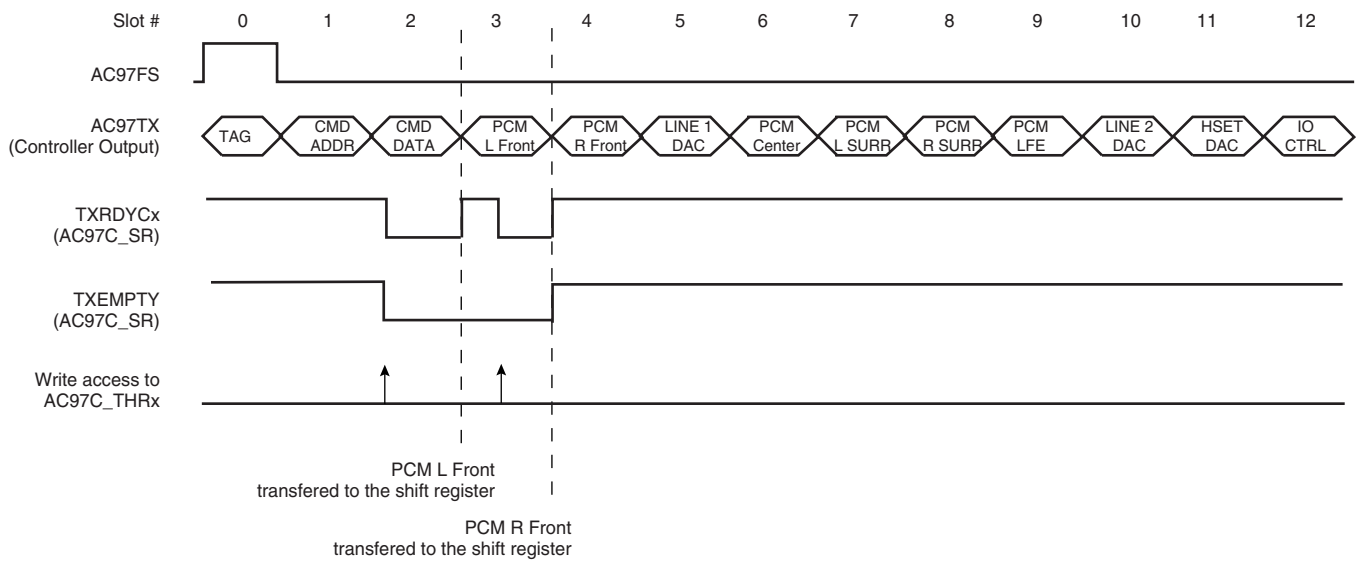 Slot # 0 1 2 3 4 5 6 7 8 9 10 11 12
AC97FS
AC97TX
(Controller Output)
TAG
CMD
ADDR
CMD
DATA
PCM
L Front
PCM
R Front
LINE 1
DAC
PCM
Center
PCM
L SURR
PCM
R SURR
PCM
LFE
LINE 2
DAC
HSET
DAC
IO
CTRL
TXRDYCx
(AC97C_SR)
TXEMPTY
(AC97C_SR)
Write access to
AC97C_THRx
PCM L Front
transfered to the shift register
PCM R Front
transfered to the shift register